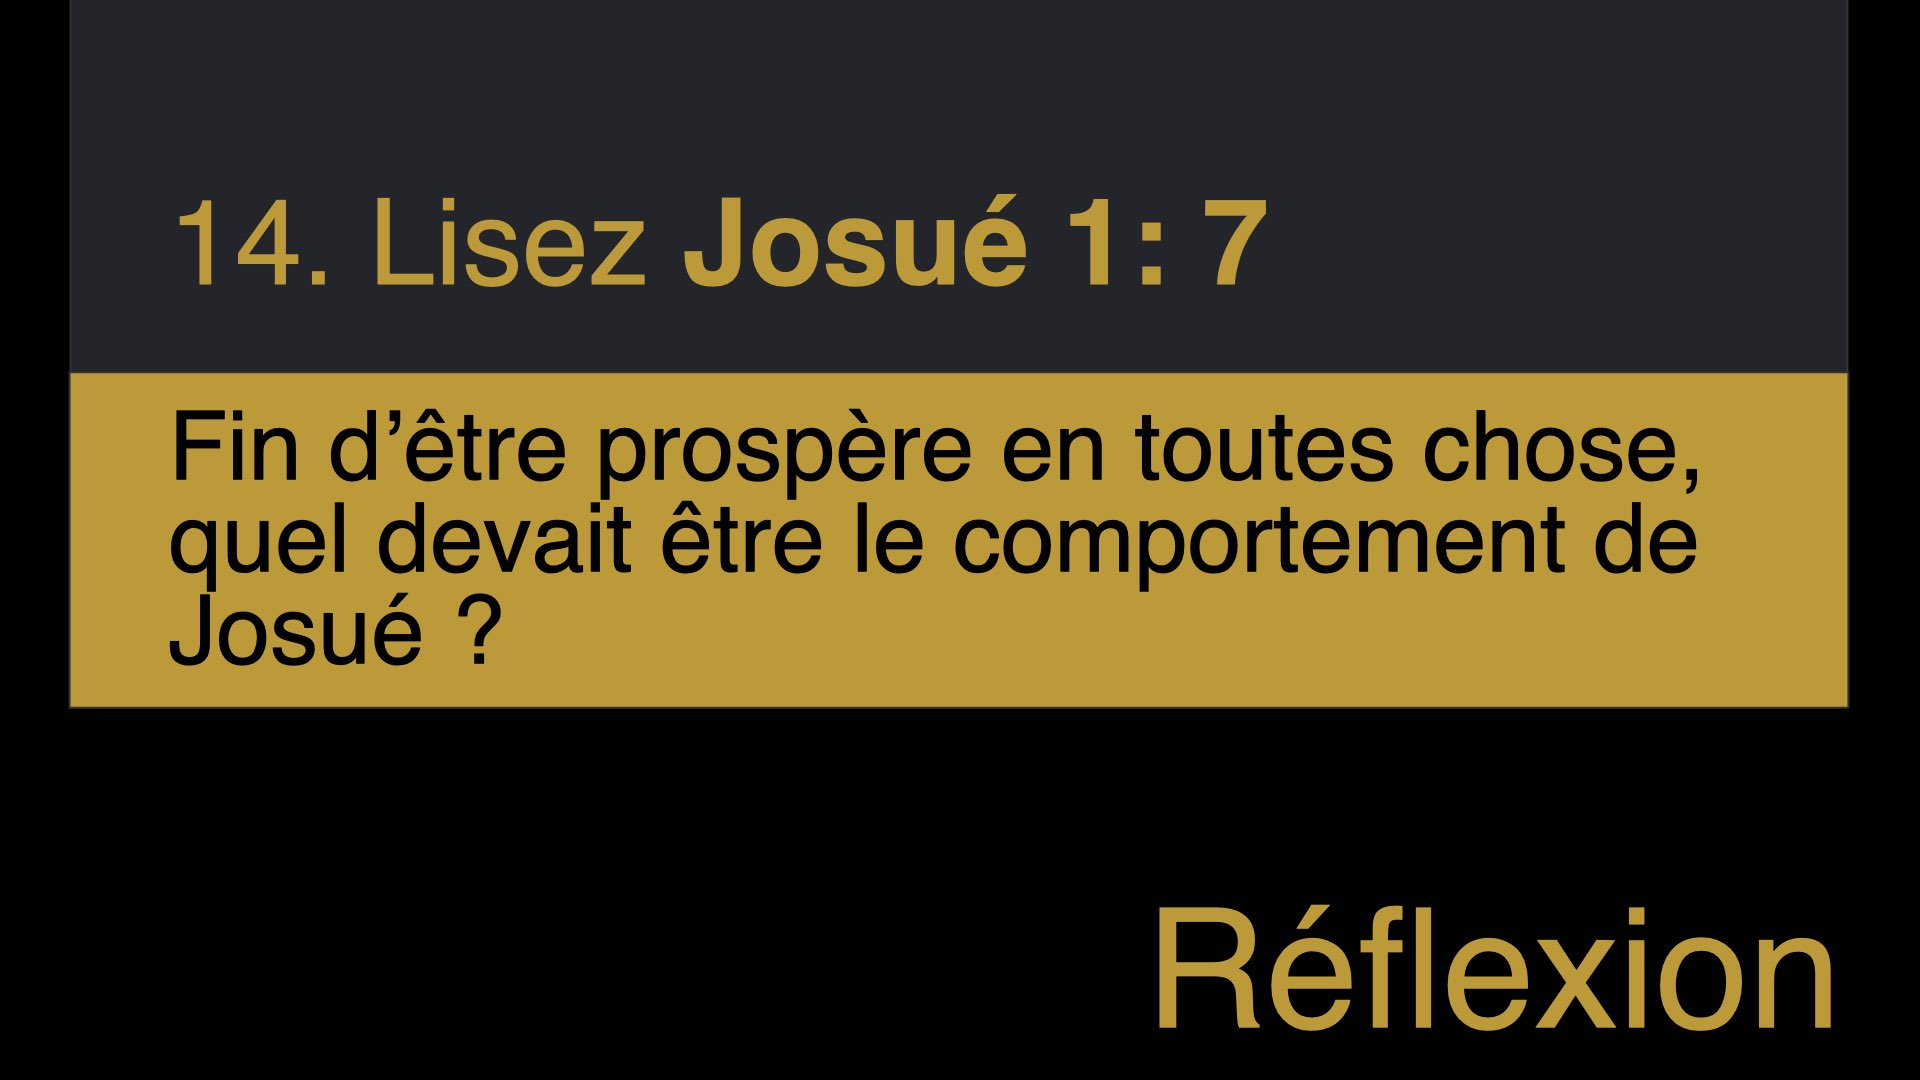 14. Lisez Josué 1: 7
Fin d’être prospère en toutes chose,
quel devait être le comportement de
Josué ?
Réflexion